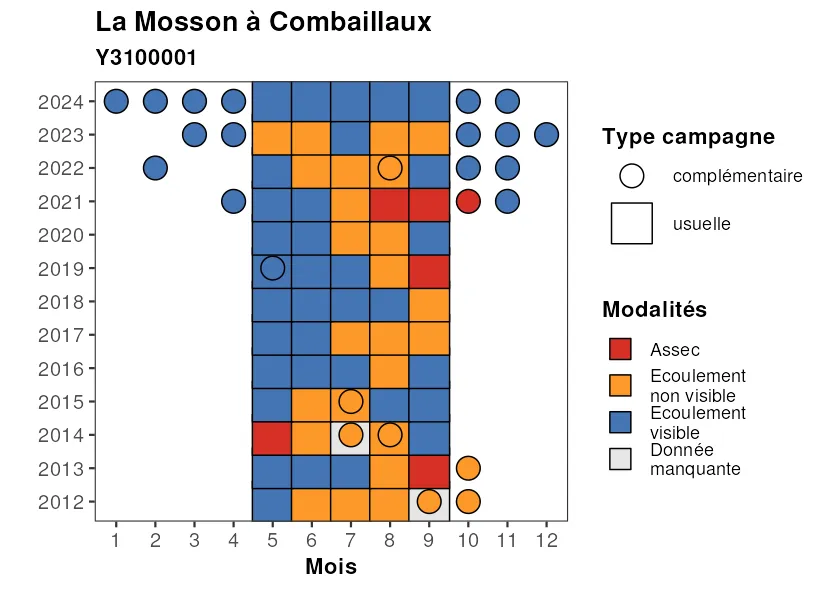 La Mosson à Combaillaux
Y3100001
2024
2023
2022
2021
2020
2019
2018
2017
2016
2015
2014
2013
2012
1 2 3 4 5 6 7 8 9 10 11 12
Mois
Type campagne
complémentaire
usuelle
Modalités
Assec
Ecoulement
non visible
Ecoulement
visible
Donnée
manquante